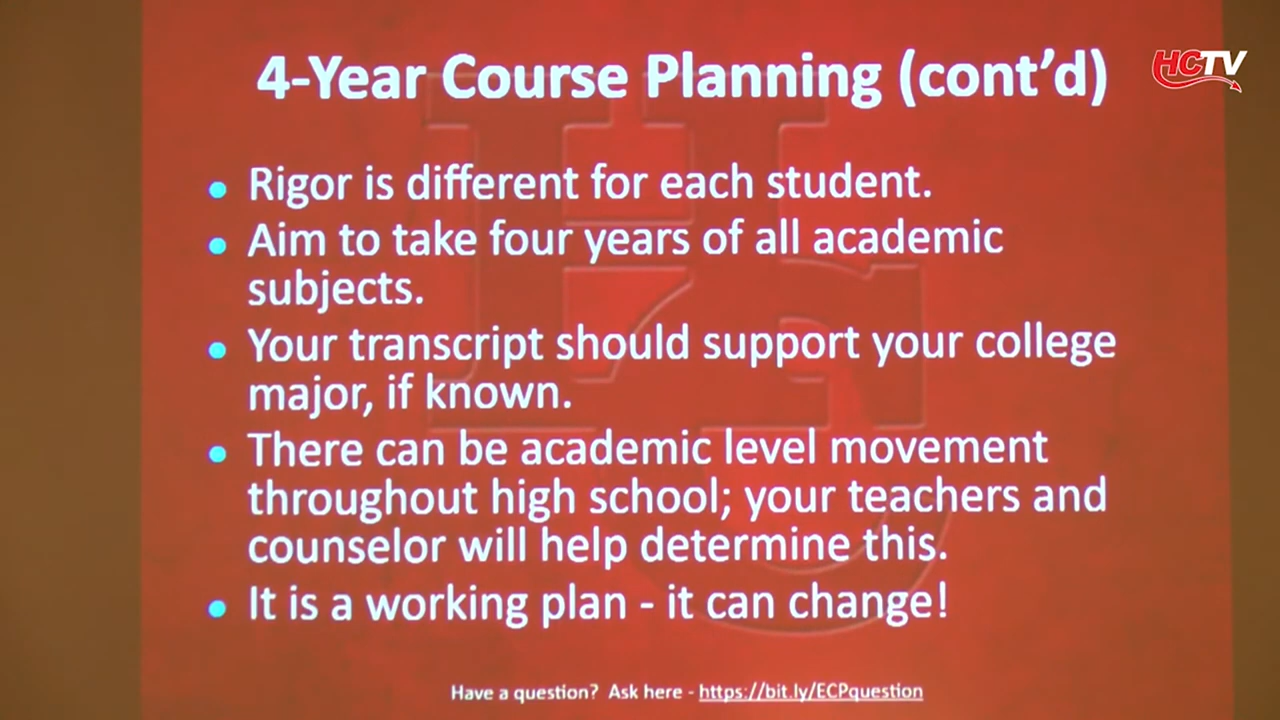 4-Year Course Planning (cont’d)
HCTV
• Rigor is different for each student.
• Aim to take four years of all academic
subjects.
• Your transcript should support your college
major, if known.
• There can be academic level movement
throughout high school; your teachers and
counselor will help determine this.
• It is a working plan - it can change!
Have a question? Ask here - https://bit.ly/ECPquestion